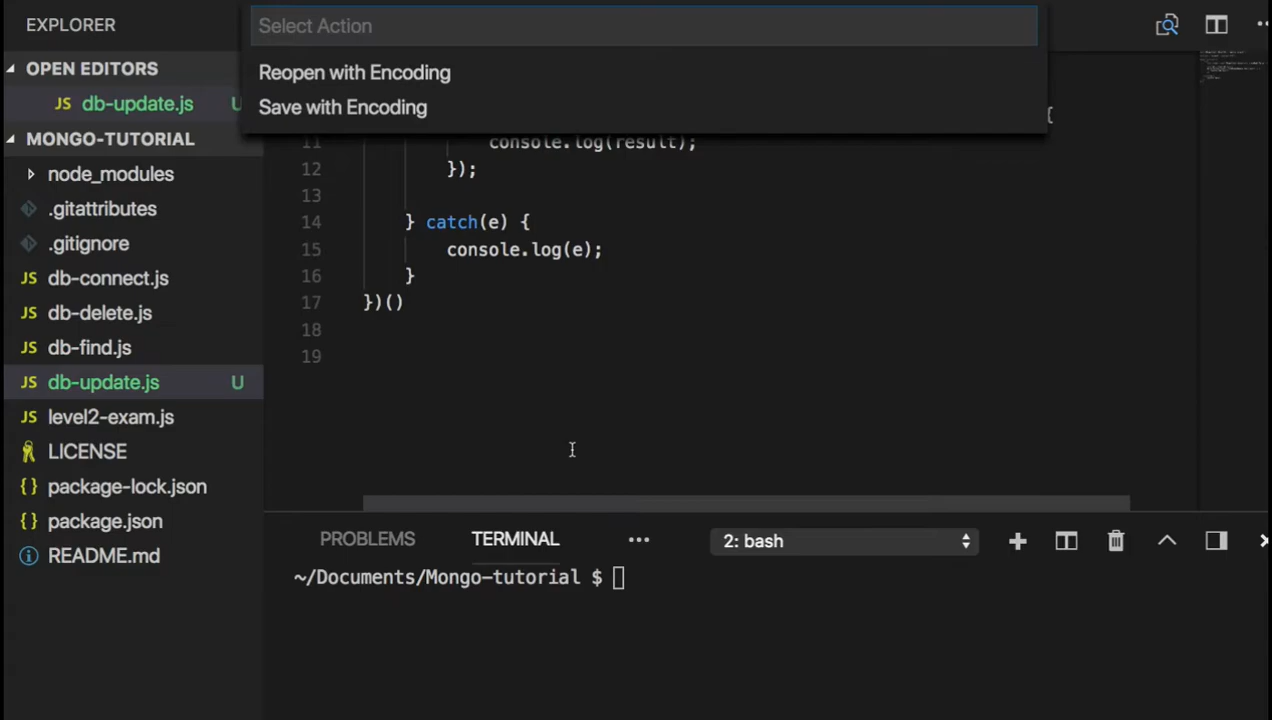 EXPLORER
Select Action
Reopen with Encoding
Save with Encoding
OPEN EDITORS
JS db-update.js U
MONGO-TUTORIAL
node_modules
.gitattributes
.gitignore
JS db-connect.js
JS db-delete.js
JS db-find.js
JS db-update.js U
JS level2-exam.js
LICENSE
{} package-lock.json
{} package.json
README.md
{
11 console.log(result);
12 });
13
14 } catch(e) {
15 console.log(e);
16 }
17 })()
18
19
PROBLEMS TERMINAL ••• 2: bash
~/Documents/Mongo-tutorial $